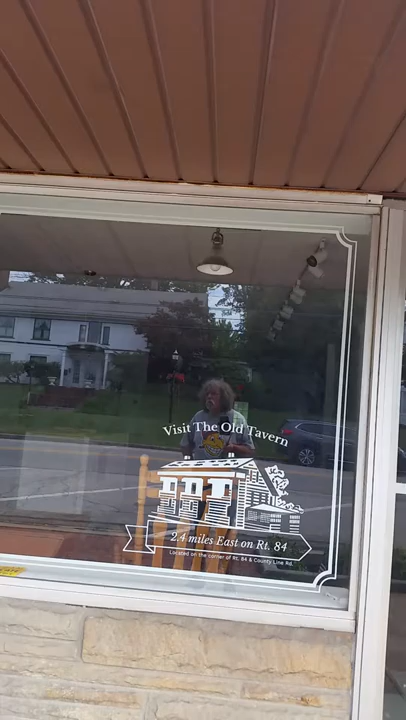 Visit The Old Tavern
2.4 miles East on Rt. 84
Located on the corner of Rt. 84 & County Line Rd.